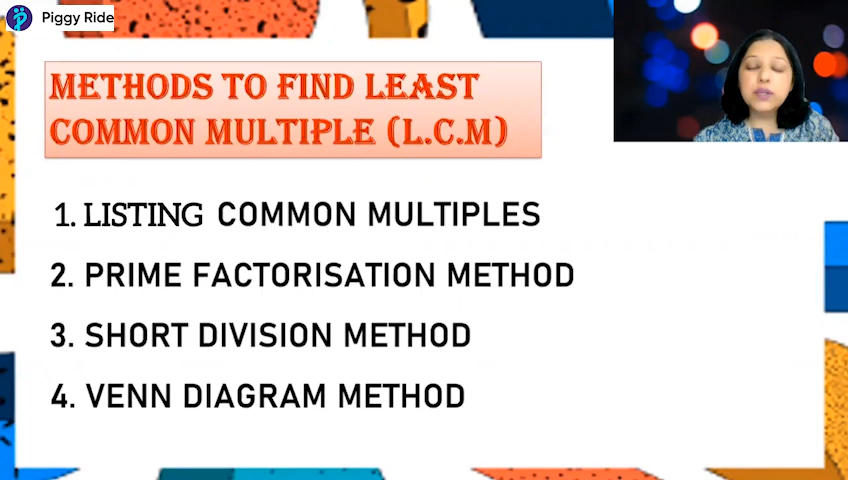 Piggy Ride
METHODS TO FIND LEAST
COMMON MULTIPLE (L.C.M)
1. LISTING COMMON MULTIPLES
2. PRIME FACTORISATION METHOD
3. SHORT DIVISION METHOD
4. VENN DIAGRAM METHOD